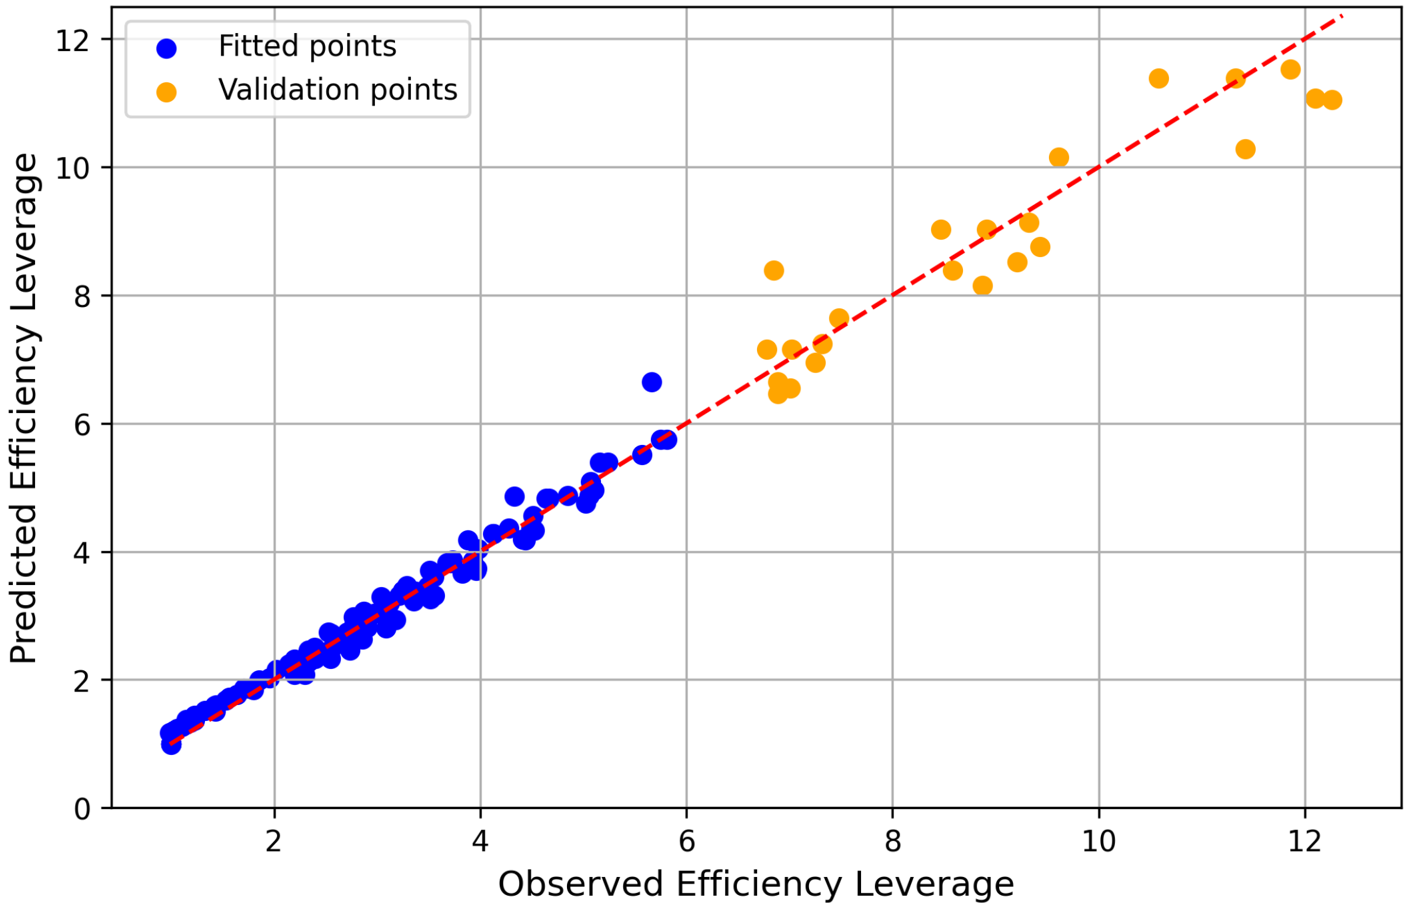 Fitted points
Validation points
12
10
8
6
4
2
0
Predicted Efficiency Leverage
2 4 6 8 10 12
Observed Efficiency Leverage